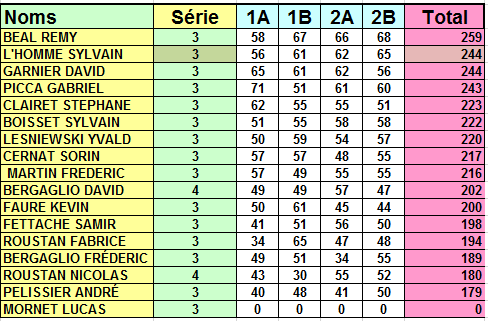 Noms Série 1A 1B 2A 2B Total
BEAL REMY 3 58 67 66 68 259
L'HOMME SYLVAIN 3 56 61 62 65 244
GARNIER DAVID 3 65 61 62 56 244
PICCA GABRIEL 3 71 51 61 60 243
CLAIRET STEPHANE 3 62 55 55 51 223
BOISSET SYLVAIN 3 51 55 58 58 222
LESNIEWSKI YVALD 3 50 59 54 57 220
CERNAT SORIN 3 57 57 48 55 217
MARTIN FREDERIC 3 57 49 55 55 216
BERGAGLIO DAVID 4 49 49 57 47 202
FAURE KEVIN 3 50 61 45 44 200
FETTACHE SAMIR 3 41 51 56 50 198
ROUSTAN FABRICE 3 34 65 47 48 194
BERGAGLIO FRÉDERIC 3 49 51 34 55 189
ROUSTAN NICOLAS 4 43 30 55 52 180
PELISSIER ANDRÉ 3 40 48 41 50 179
MORNET LUCAS 3 0 0 0 0 0